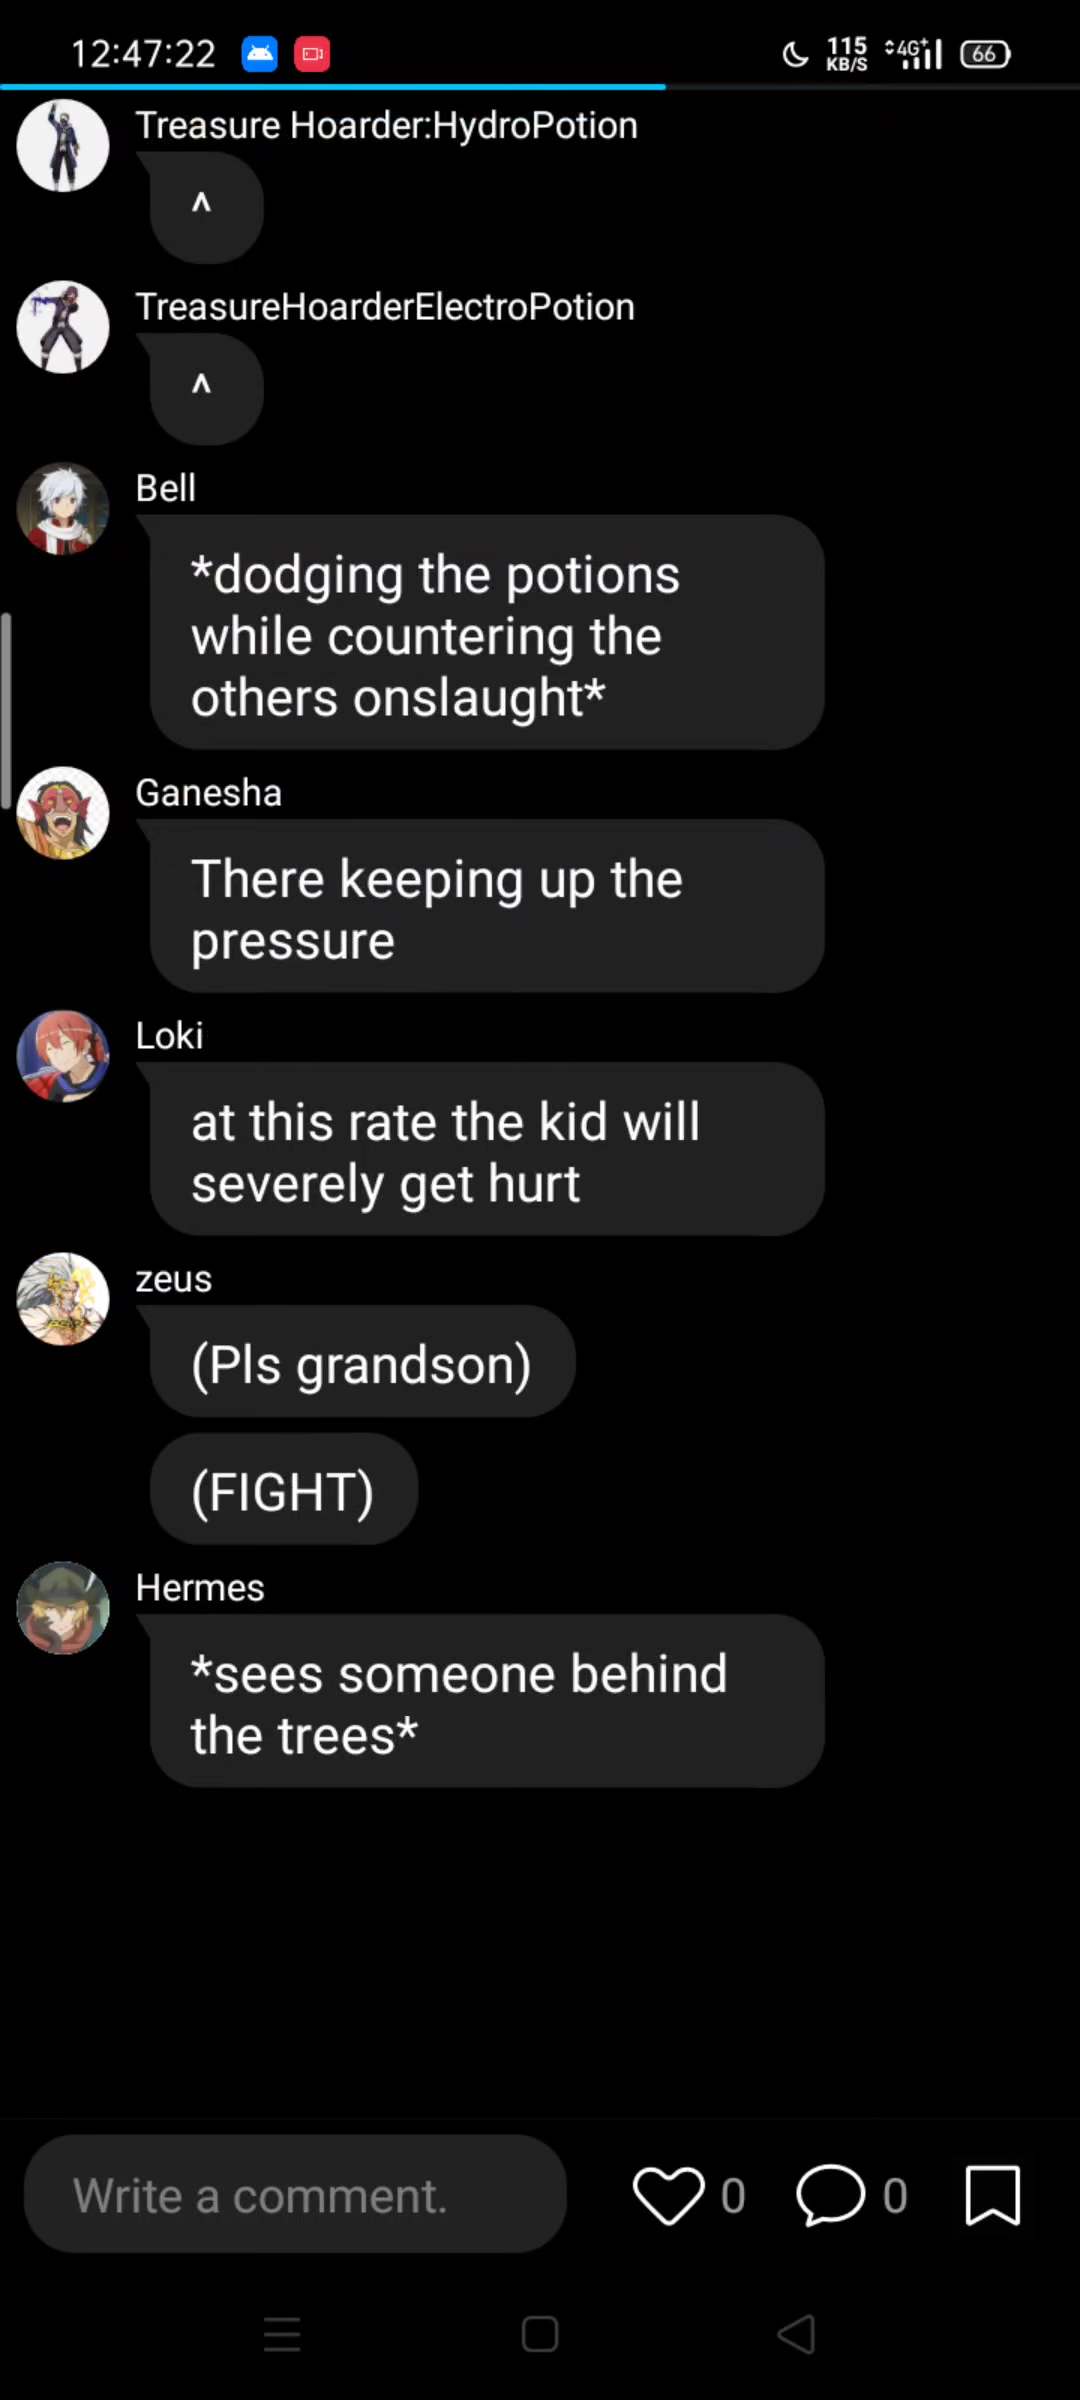 12:47:22
115
KB/S
4G+
66
Treasure Hoarder:HydroPotion
^
TreasureHoarderElectroPotion
^
Bell
*dodging the potions
while countering the
others onslaught*
Ganesha
There keeping up the
pressure
Loki
at this rate the kid will
severely get hurt
zeus
(Pls grandson)
(FIGHT)
Hermes
*sees someone behind
the trees*
Write a comment.
0
0